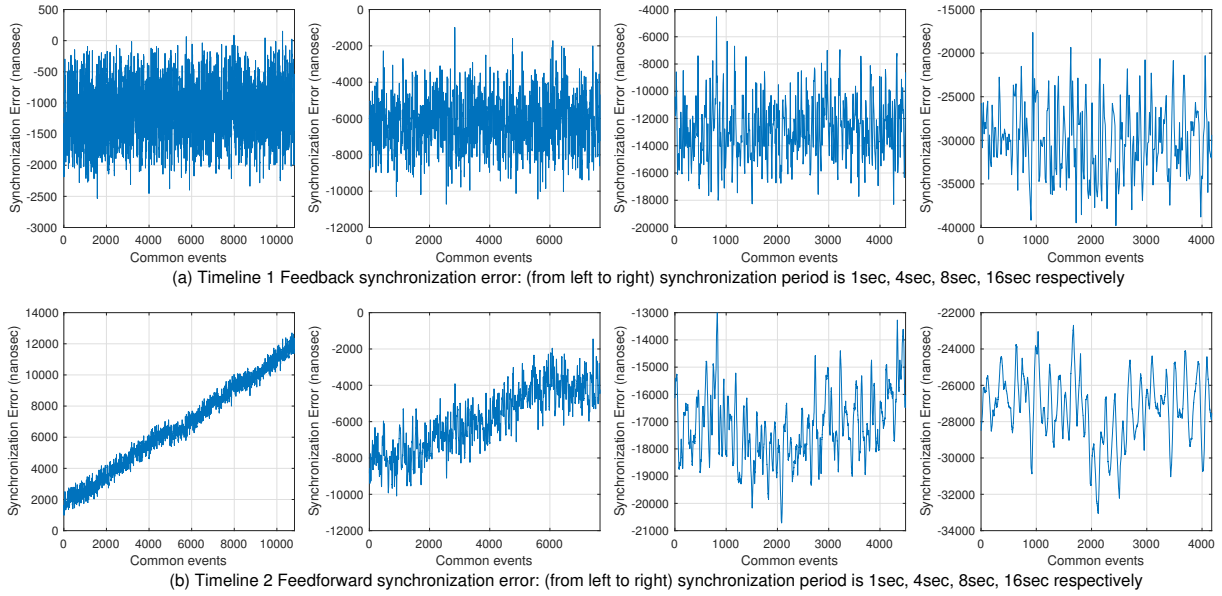 500
0
-500
-1000
-1500
-2000
-2500
-3000
0 2000 4000 6000 8000 10000
Synchronization Error (nanosec)
Common events
0
-2000
-4000
-6000
-8000
-10000
-12000
0 2000 4000 6000
Synchronization Error (nanosec)
Common events
-4000
-6000
-8000
-10000
-12000
-14000
-16000
-18000
-20000
0 1000 2000 3000 4000
Synchronization Error (nanosec)
Common events
-15000
-20000
-25000
-30000
-35000
-40000
0 1000 2000 3000 4000
Synchronization Error (nanosec)
Common events
(a) Timeline 1 Feedback synchronization error: (from left to right) synchronization period is 1sec, 4sec, 8sec, 16sec respectively
14000
12000
10000
8000
6000
4000
2000
0
0 2000 4000 6000 8000 10000
Synchronization Error (nanosec)
Common events
0
-2000
-4000
-6000
-8000
-10000
-12000
0 2000 4000 6000
Synchronization Error (nanosec)
Common events
-13000
-14000
-15000
-16000
-17000
-18000
-19000
-20000
-21000
0 1000 2000 3000 4000
Synchronization Error (nanosec)
Common events
-22000
-24000
-26000
-28000
-30000
-32000
-34000
0 1000 2000 3000 4000
Synchronization Error (nanosec)
Common events
(b) Timeline 2 Feedforward synchronization error: (from left to right) synchronization period is 1sec, 4sec, 8sec, 16sec respectively